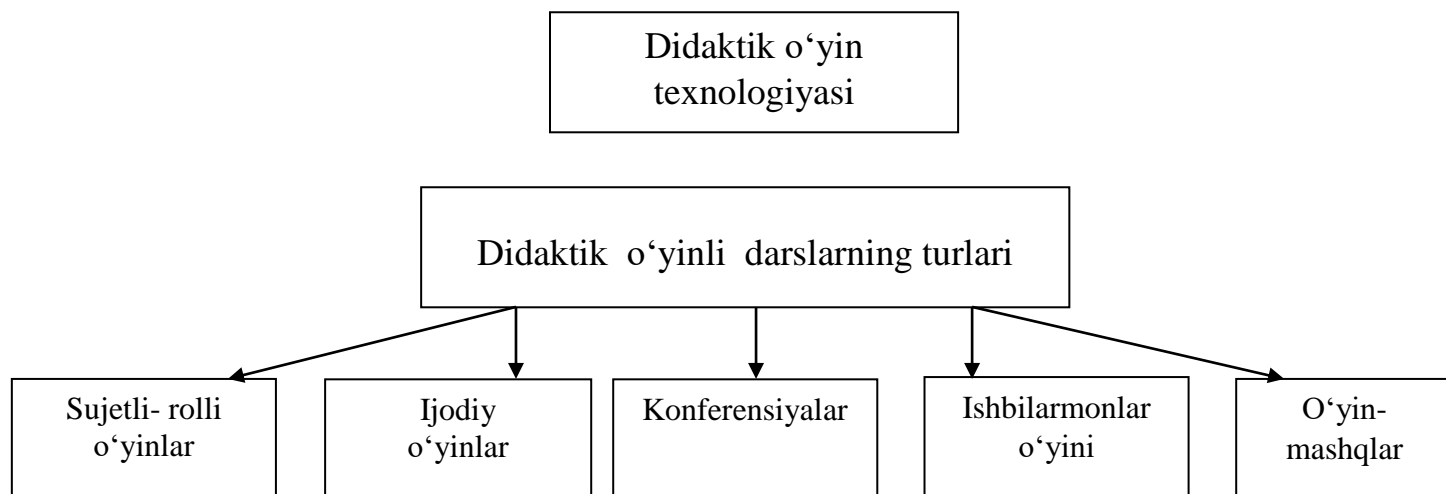 Didaktik o‘yin
texnologiyasi
Didaktik o‘yinli darslarning turlari
Sujetli- rolli
o‘yinlar
Ijodiy
o‘yinlar
Konferensiyalar
Ishbilarmonlar
o‘yini
O‘yin-
mashqlar